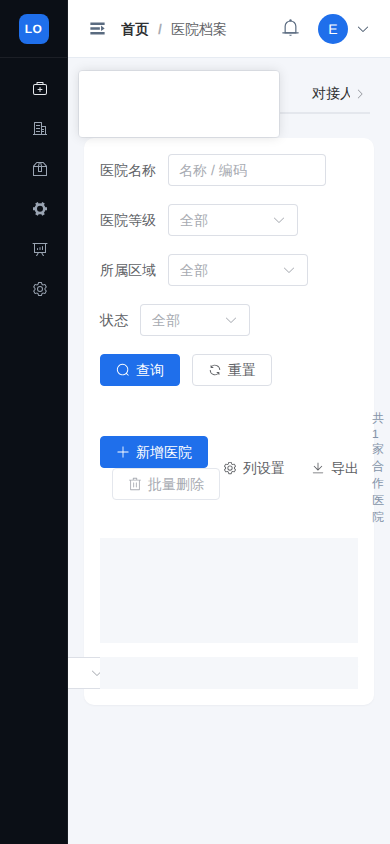 LO
首页 / 医院档案
E
对接人
医院名称 名称 / 编码
医院等级 全部
所属区域 全部
状态 全部
查询 重置
新增医院
批量删除
列设置 导出
共
1
家
合
作
医
院